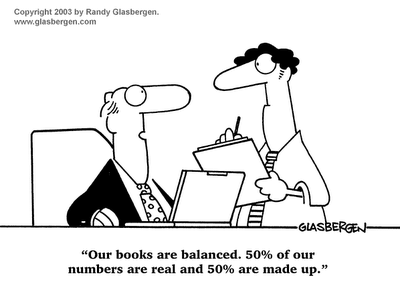 Copyright 2003 by Randy Glasbergen.
www.glasbergen.com
GLASBERGEN
“Our books are balanced. 50% of our
numbers are real and 50% are made up.”